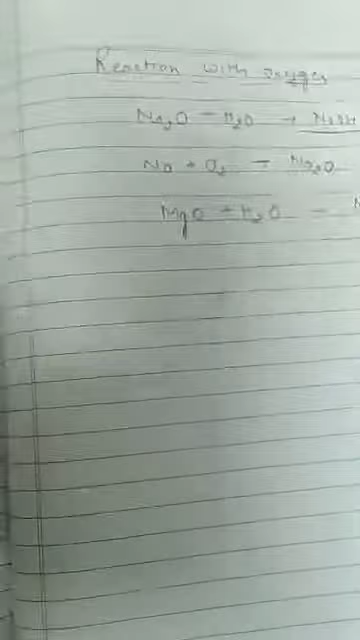 Reaction with oxygen
Na₂O + H₂O → NaOH
Na + O₂ → Na₂O
MgO + H₂O →